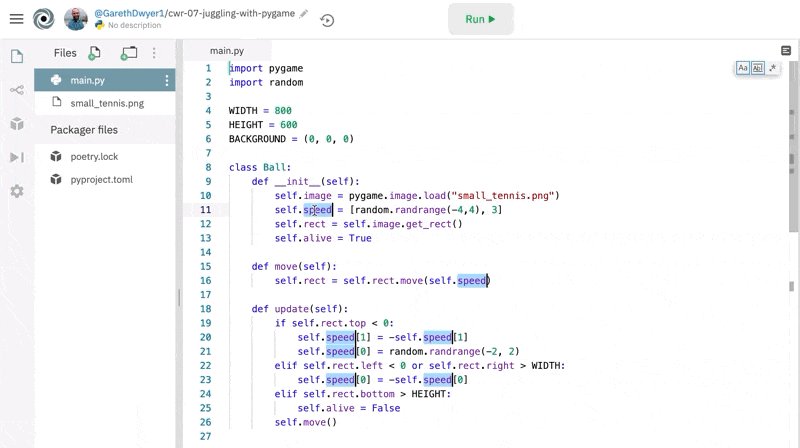 @GarethDwyer1/cwr-07-juggling-with-pygame
No description
Run
Files
main.py
small_tennis.png
Packager files
poetry.lock
pyproject.toml
main.py
Aa
Ab
.*
1 import pygame
2 import random
3
4 WIDTH = 800
5 HEIGHT = 600
6 BACKGROUND = (0, 0, 0)
7
8 class Ball:
9     def __init__(self):
10         self.image = pygame.image.load("small_tennis.png")
11         self.speed = [random.randrange(-4,4), 3]
12         self.rect = self.image.get_rect()
13         self.alive = True
14
15     def move(self):
16         self.rect = self.rect.move(self.speed)
17
18     def update(self):
19         if self.rect.top < 0:
20             self.speed[1] = -self.speed[1]
21             self.speed[0] = random.randrange(-2, 2)
22         elif self.rect.left < 0 or self.rect.right > WIDTH:
23             self.speed[0] = -self.speed[0]
24         elif self.rect.bottom > HEIGHT:
25             self.alive = False
26         self.move()
27